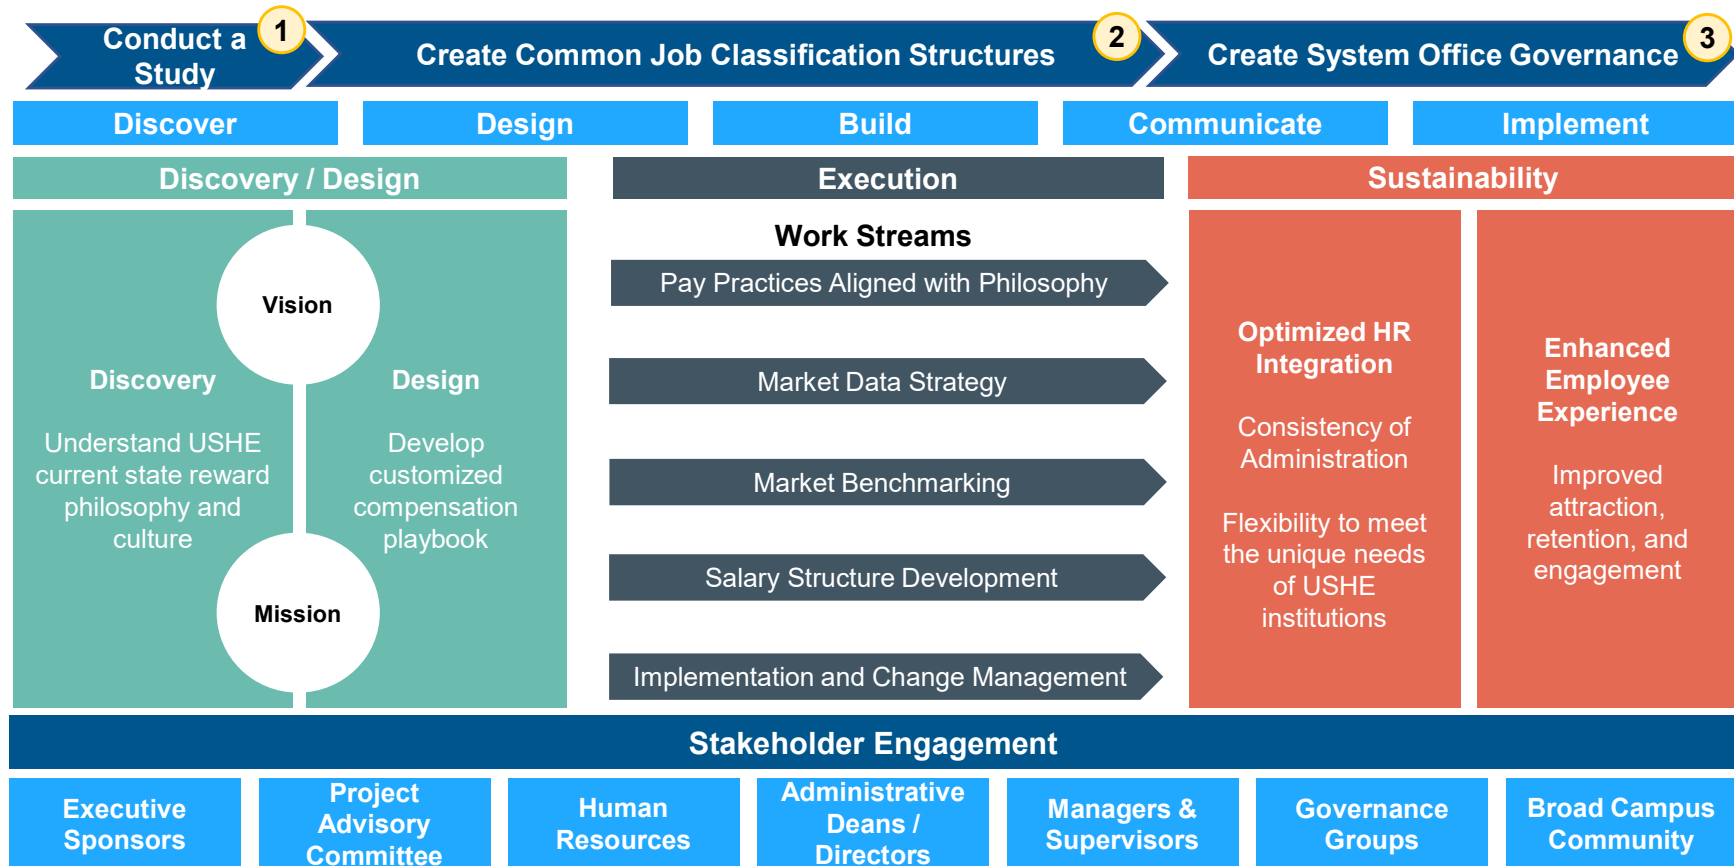 Conduct a
Study
1
Create Common Job Classification Structures
2
Create System Office Governance
3
Discover
Design
Build
Communicate
Implement
Discovery / Design
Execution
Sustainability
Vision
Discovery
Understand USHE
current state reward
philosophy and
culture
Design
Develop
customized
compensation
playbook
Mission
Work Streams
Pay Practices Aligned with Philosophy
Market Data Strategy
Market Benchmarking
Salary Structure Development
Implementation and Change Management
Optimized HR
Integration
Consistency of
Administration
Flexibility to meet
the unique needs
of USHE
institutions
Enhanced
Employee
Experience
Improved
attraction,
retention, and
engagement
Stakeholder Engagement
Executive
Sponsors
Project
Advisory
Committee
Human
Resources
Administrative
Deans /
Directors
Managers &
Supervisors
Governance
Groups
Broad Campus
Community